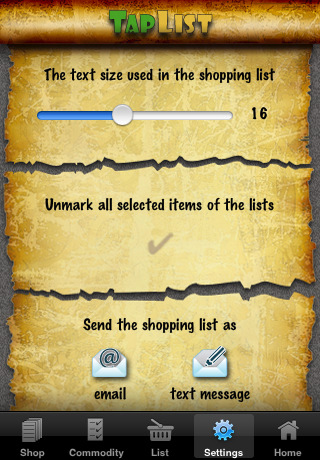 TapList
The text size used in the shopping list
16
Unmark all selected items of the lists
Send the shopping list as
@
email text message
Shop Commodity List Settings Home